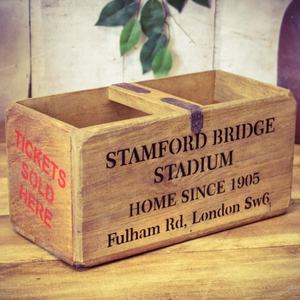 TICKETS
SOLD
HERE
STAMFORD BRIDGE
STADIUM
HOME SINCE 1905
Fulham Rd, London Sw6